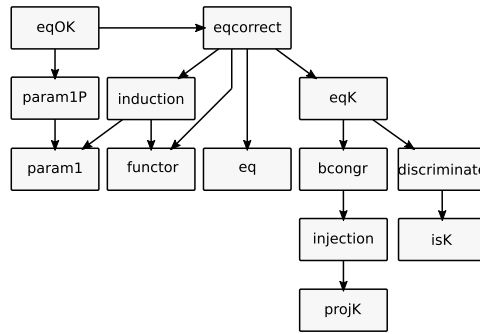 eqOK
eqcorrect
param1P
induction
eqK
param1
functor
eq
bcongr
discriminate
injection
isK
projK